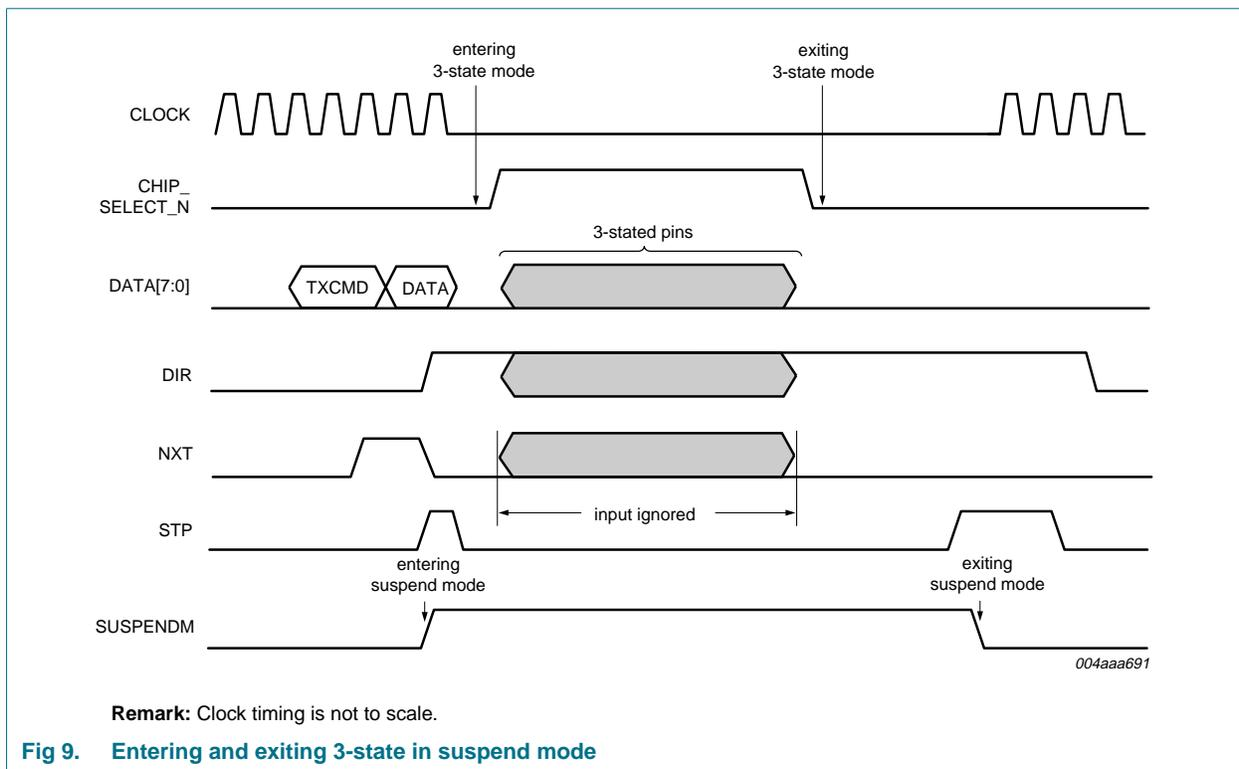 entering
3-state mode
exiting
3-state mode
CLOCK
CHIP_
SELECT_N
3-stated pins
DATA[7:0]
TXCMD
DATA
DIR
NXT
input ignored
STP
entering
suspend mode
exiting
suspend mode
SUSPENDM
004aaa691
Remark: Clock timing is not to scale.
Fig 9. Entering and exiting 3-state in suspend mode